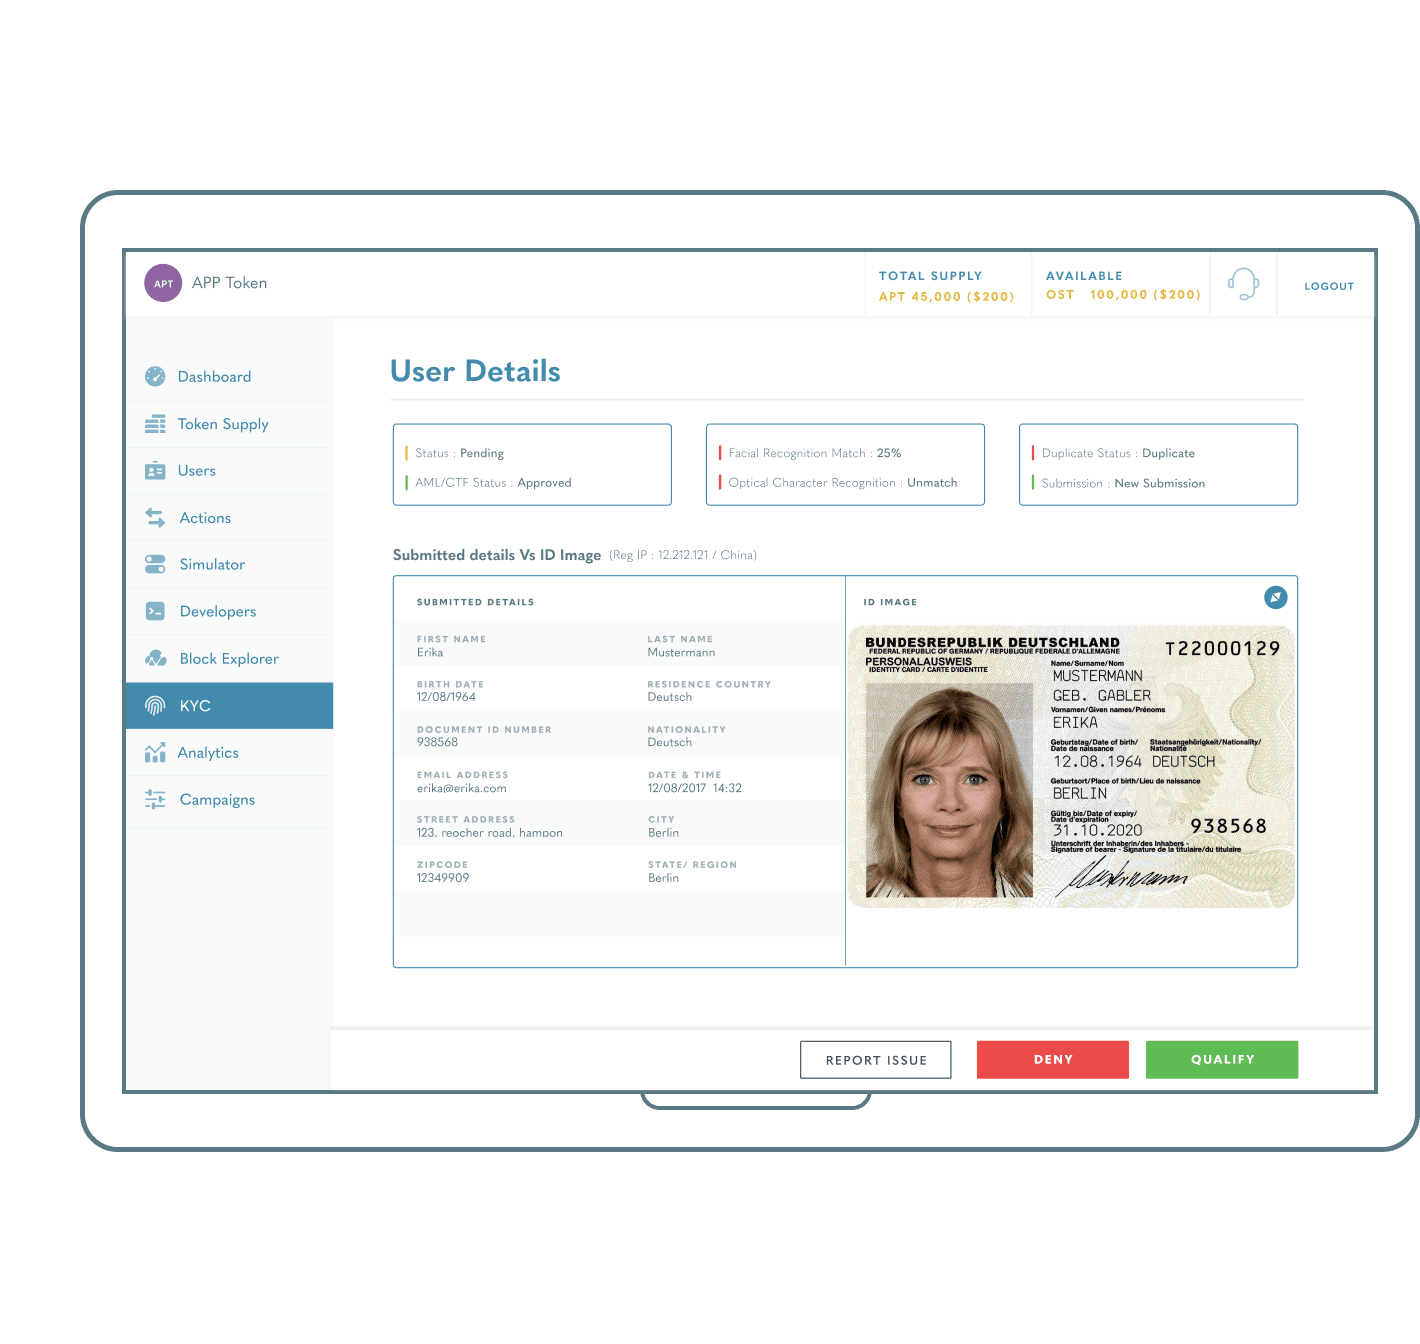 APT APP Token
TOTAL SUPPLY
APT 45,000 ($200)
AVAILABLE
OST 100,000 ($200)
LOGOUT
Dashboard
Token Supply
Users
Actions
Simulator
Developers
Block Explorer
KYC
Analytics
Campaigns
User Details
Status : Pending
AML/CTF Status : Approved
Facial Recognition Match : 25%
Optical Character Recognition : Unmatch
Duplicate Status : Duplicate
Submission : New Submission
Submitted details Vs ID Image (Reg IP : 12.212.121 / China)
SUBMITTED DETAILS
FIRST NAME
Erika
LAST NAME
Mustermann
BIRTH DATE
12/08/1964
RESIDENCE COUNTRY
Deutsch
DOCUMENT ID NUMBER
938568
NATIONALITY
Deutsch
EMAIL ADDRESS
erika@erika.com
DATE & TIME
12/08/2017 14:32
STREET ADDRESS
123, reocher road, hampon
CITY
Berlin
ZIPCODE
12349909
STATE/ REGION
Berlin
ID IMAGE
BUNDESREPUBLIK DEUTSCHLAND
FEDERAL REPUBLIC OF GERMANY / REPUBLIQUE FEDERALE D'ALLEMAGNE
PERSONALAUSWEIS
IDENTITY CARD / CARTE D'IDENTITE
T22000129
Name/Surname/Nom
MUSTERMANN
GEB. GABLER
Vornamen/Given names/Prénoms
ERIKA
Geburtstag/Date of birth/
Date de naissance
Staatsangehörigkeit/Nationality/
Nationalité
12.08.1964 DEUTSCH
Geburtsort/Place of birth/Lieu de naissance
BERLIN
Gültig bis/Date of expiry/
Date d'expiration
31.10.2020
938568
Unterschrift der Inhaberin/des Inhabers -
Signature of bearer - Signature de la titulaire/du titulaire
Mustermann
REPORT ISSUE
DENY
QUALIFY